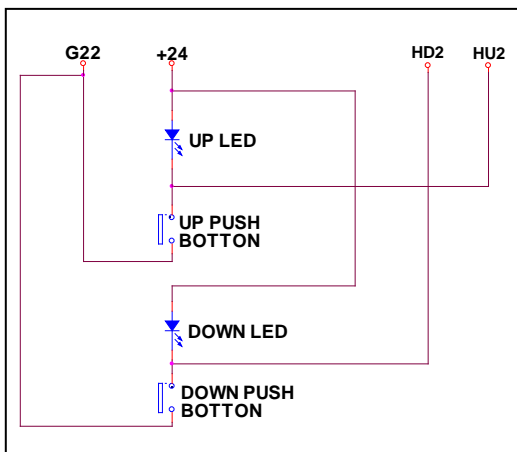 G22
+24
HD2
HU2
UP LED
UP PUSH
BOTTON
DOWN LED
DOWN PUSH
BOTTON